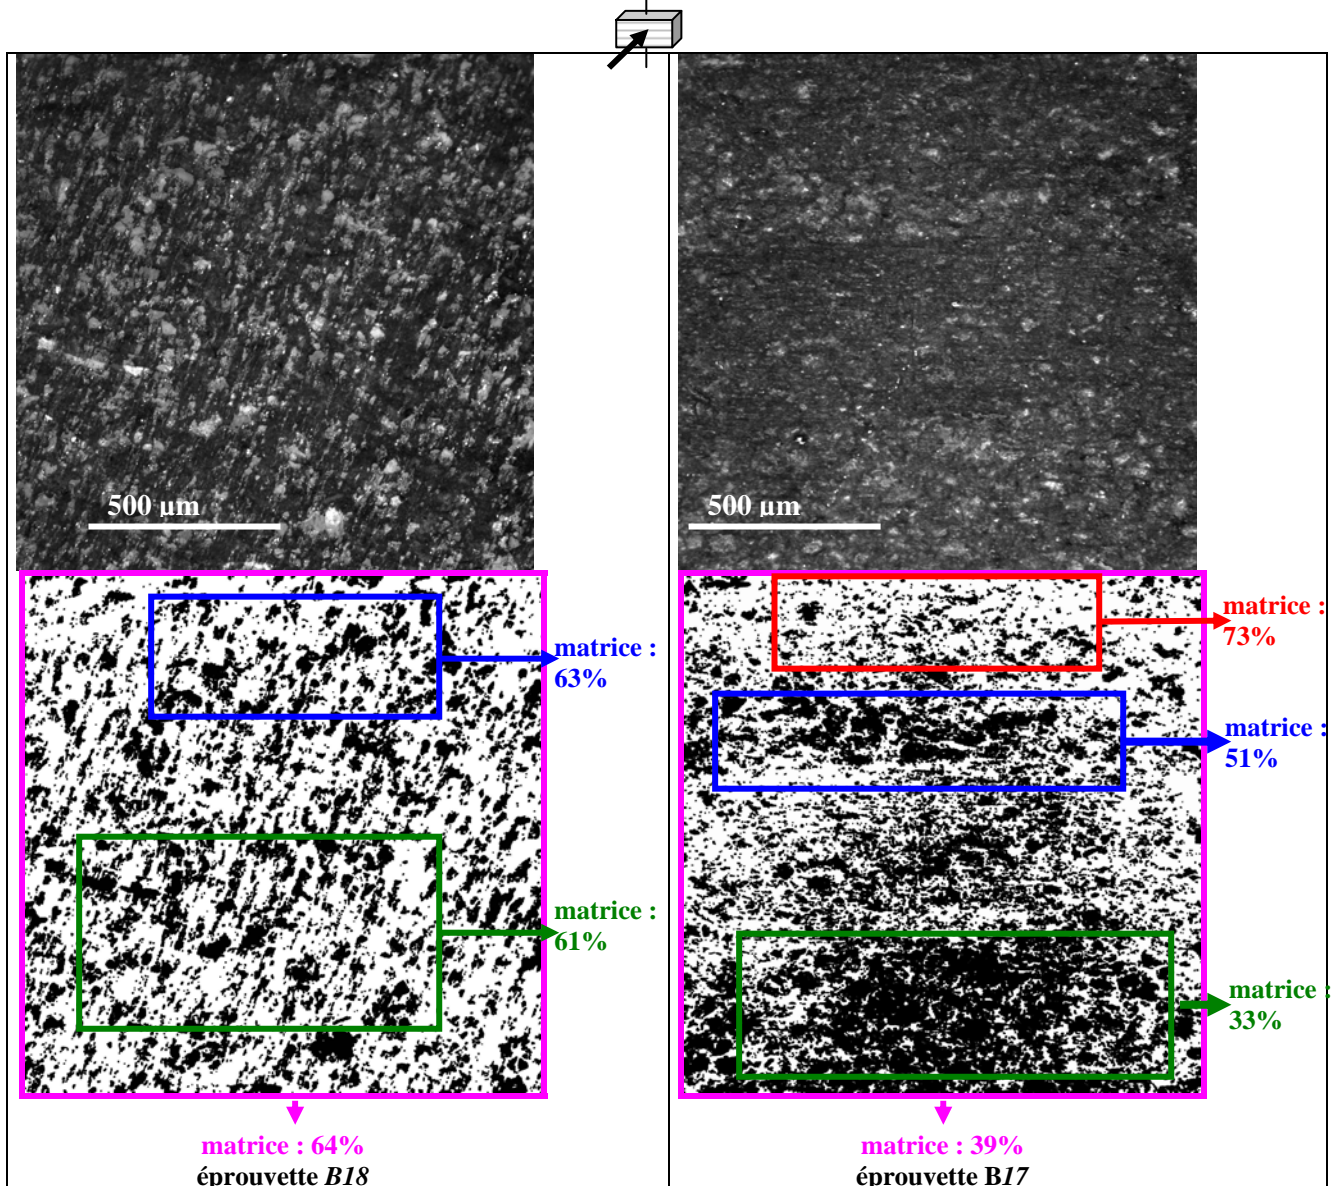 500 µm
500 µm
matrice :
63%
matrice :
61%
matrice :
73%
matrice :
51%
matrice :
33%
matrice : 64%
éprouvette B18
matrice : 39%
éprouvette B17